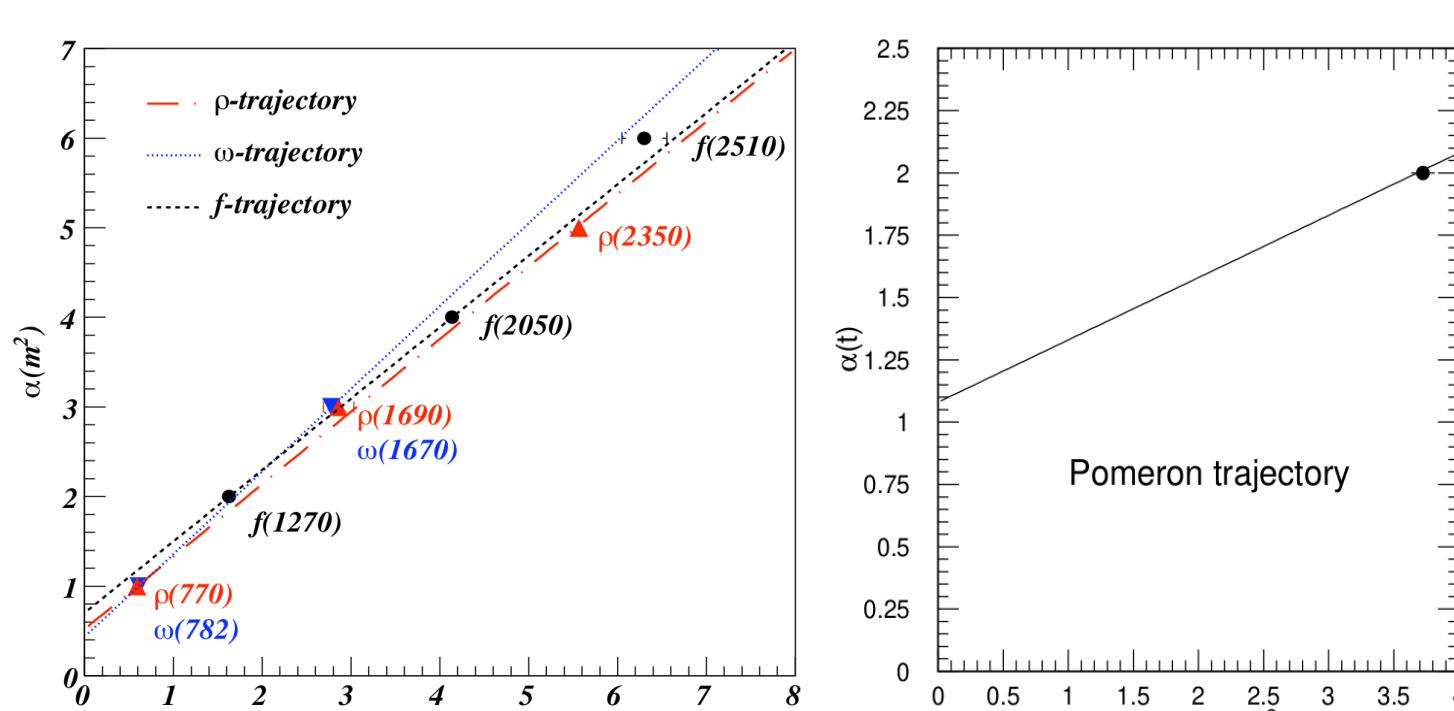 7
6
5
4
3
2
1
0
α(m²)
ρ-trajectory
ω-trajectory
f-trajectory
f(2510)
ρ(2350)
f(2050)
ρ(1690)
ω(1670)
f(1270)
ρ(770)
ω(782)
0 1 2 3 4 5 6 7 8
2.5
2.25
2
1.75
1.5
1.25
1
0.75
0.5
0.25
0
α(t)
Pomeron trajectory
0 0.5 1 1.5 2 2.5 3 3.5